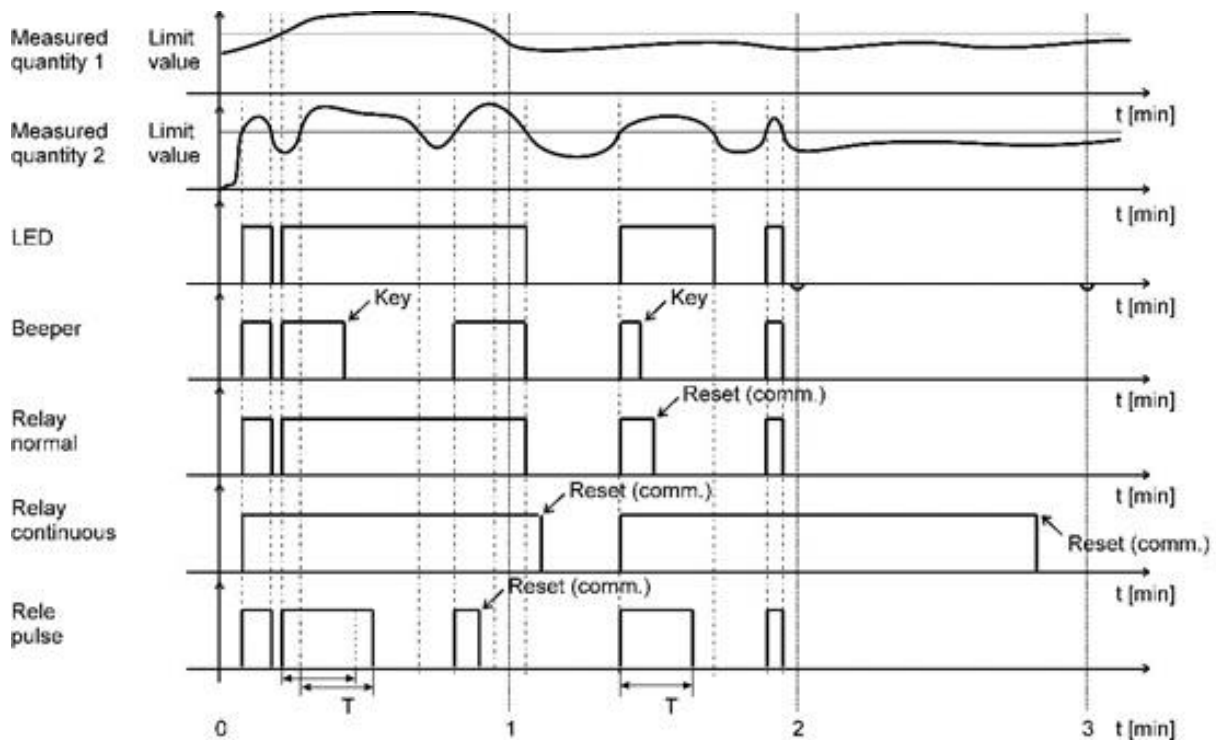 Measured Limit
quantity 1 value
t [min]
Measured Limit
quantity 2 value
t [min]
LED
Key Key
t [min]
Beeper
Reset (comm.)
t [min]
Relay
normal
Reset (comm.)
t [min]
Relay
continuous
Reset (comm.)
Reset (comm.)
t [min]
Rele
pulse
T T
0 1 2 3 t [min]